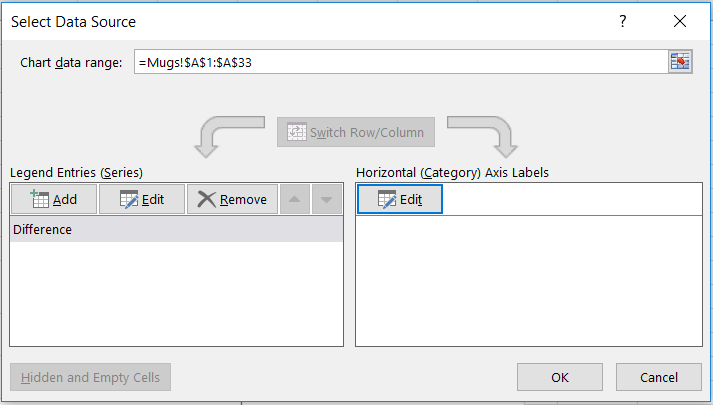 Select Data Source ?
Chart data range: =Mugs!$A$1:$A$33
Switch Row/Column
Legend Entries (Series)
Horizontal (Category) Axis Labels
Add Edit Remove
Edit
Difference
Hidden and Empty Cells
OK Cancel